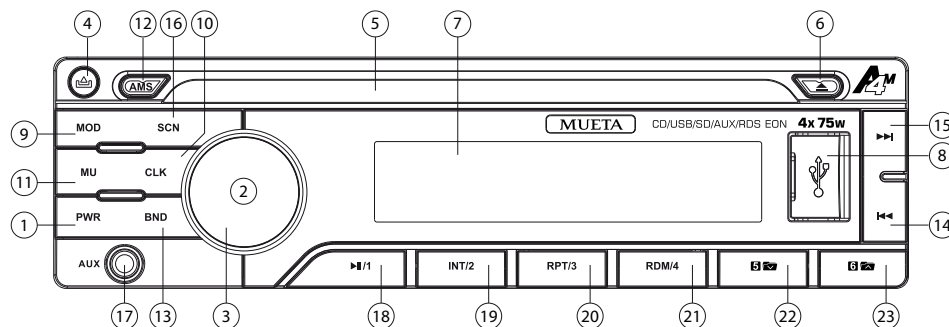 4 12 16 10 5 7 6
AMS
A4M
9 MOD SCN
MUETA CD/USB/SD/AUX/RDS EON 4x 75W
15
8
11 MU CLK
2
1 PWR BND
14
AUX
▶II/1 INT/2 RPT/3 RDM/4 5 6
17 13 3 18 19 20 21 22 23